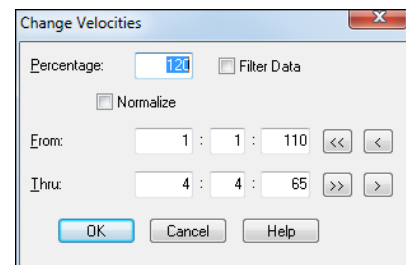 Change Velocities
Percentage: 120 Filter Data
Normalize
From: 1 : 1 : 110 << <
Thru: 4 : 4 : 65 >> >
OK Cancel Help